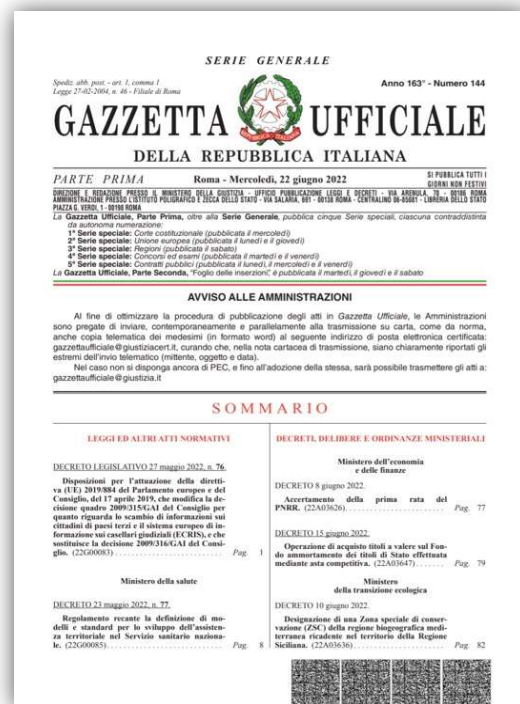 SERIE GENERALE
Spediz. abb. post. - art. 1, comma 1
Legge 27-02-2004, n. 46 - Filiale di Roma
Anno 163° - Numero 144
GAZZETTA UFFICIALE
DELLA REPUBBLICA ITALIANA
PARTE PRIMA
Roma - Mercoledì, 22 giugno 2022
SI PUBBLICA TUTTI I
GIORNI NON FESTIVI
DIREZIONE E REDAZIONE PRESSO IL MINISTERO DELLA GIUSTIZIA - UFFICIO PUBBLICAZIONE LEGGI E DECRETI - VIA ARENULA, 70 - 00186 ROMA
AMMINISTRAZIONE PRESSO L'ISTITUTO POLIGRAFICO E ZECCA DELLO STATO - VIA SALARIA, 691 - 00138 ROMA - CENTRALINO 06-85081 - LIBRERIA DELLO STATO
PIAZZA G. VERDI, 1 - 00198 ROMA
La Gazzetta Ufficiale, Parte Prima, oltre alla Serie Generale, pubblica cinque Serie speciali, ciascuna contraddistinta
da autonoma numerazione:
1ª Serie speciale: Corte costituzionale (pubblicata il mercoledì)
2ª Serie speciale: Unione europea (pubblicata il lunedì e il giovedì)
3ª Serie speciale: Regioni (pubblicata il sabato)
4ª Serie speciale: Concorsi ed esami (pubblicata il martedì e il venerdì)
5ª Serie speciale: Contratti pubblici (pubblicata il lunedì, il mercoledì e il venerdì)
La Gazzetta Ufficiale, Parte Seconda, "Foglio delle inserzioni", è pubblicata il martedì, il giovedì e il sabato
AVVISO ALLE AMMINISTRAZIONI
Al fine di ottimizzare la procedura di pubblicazione degli atti in Gazzetta Ufficiale, le Amministrazioni
sono pregate di inviare, contemporaneamente e parallelamente alla trasmissione su carta, come da norma,
anche copia telematica dei medesimi (in formato word) al seguente indirizzo di posta elettronica certificata:
gazzettaufficiale@giustiziacert.it, curando che, nella nota cartacea di trasmissione, siano chiaramente riportati gli
estremi dell'invio telematico (mittente, oggetto e data).
Nel caso non si disponga ancora di PEC, e fino all'adozione della stessa, sarà possibile trasmettere gli atti a:
gazzettaufficiale@giustizia.it
SOMMARIO
LEGGI ED ALTRI ATTI NORMATIVI
DECRETO LEGISLATIVO 27 maggio 2022, n. 76.
Disposizioni per l'attuazione della diretti-
va (UE) 2019/884 del Parlamento europeo e del
Consiglio, del 17 aprile 2019, che modifica la de-
cisione quadro 2009/315/GAI del Consiglio per
quanto riguarda lo scambio di informazioni sui
cittadini di paesi terzi e il sistema europeo di in-
formazione sui casellari giudiziali (ECRIS), e che
sostituisce la decisione 2009/316/GAI del Consi-
glio. (22G00083) . . . . . . . . . . . . . . . . . . . Pag. 1
Ministero della salute
DECRETO 23 maggio 2022, n. 77.
Regolamento recante la definizione di mo-
delli e standard per lo sviluppo dell'assisten-
za territoriale nel Servizio sanitario naziona-
le. (22G00085) . . . . . . . . . . . . . . . . . . . . Pag. 8
DECRETI, DELIBERE E ORDINANZE MINISTERIALI
Ministero dell'economia
e delle finanze
DECRETO 8 giugno 2022.
Accertamento della prima rata del
PNRR. (22A03626) . . . . . . . . . . . . . . . . . . Pag. 77
DECRETO 15 giugno 2022.
Operazione di acquisto titoli a valere sul Fon-
do ammortamento dei titoli di Stato effettuata
mediante asta competitiva. (22A03647) . . . . . . . . Pag. 79
Ministero
della transizione ecologica
DECRETO 10 giugno 2022.
Designazione di una Zona speciale di conser-
vazione (ZSC) della regione biogeografica medi-
terranea ricadente nel territorio della Regione
Siciliana. (22A03636) . . . . . . . . . . . . . . . . Pag. 82